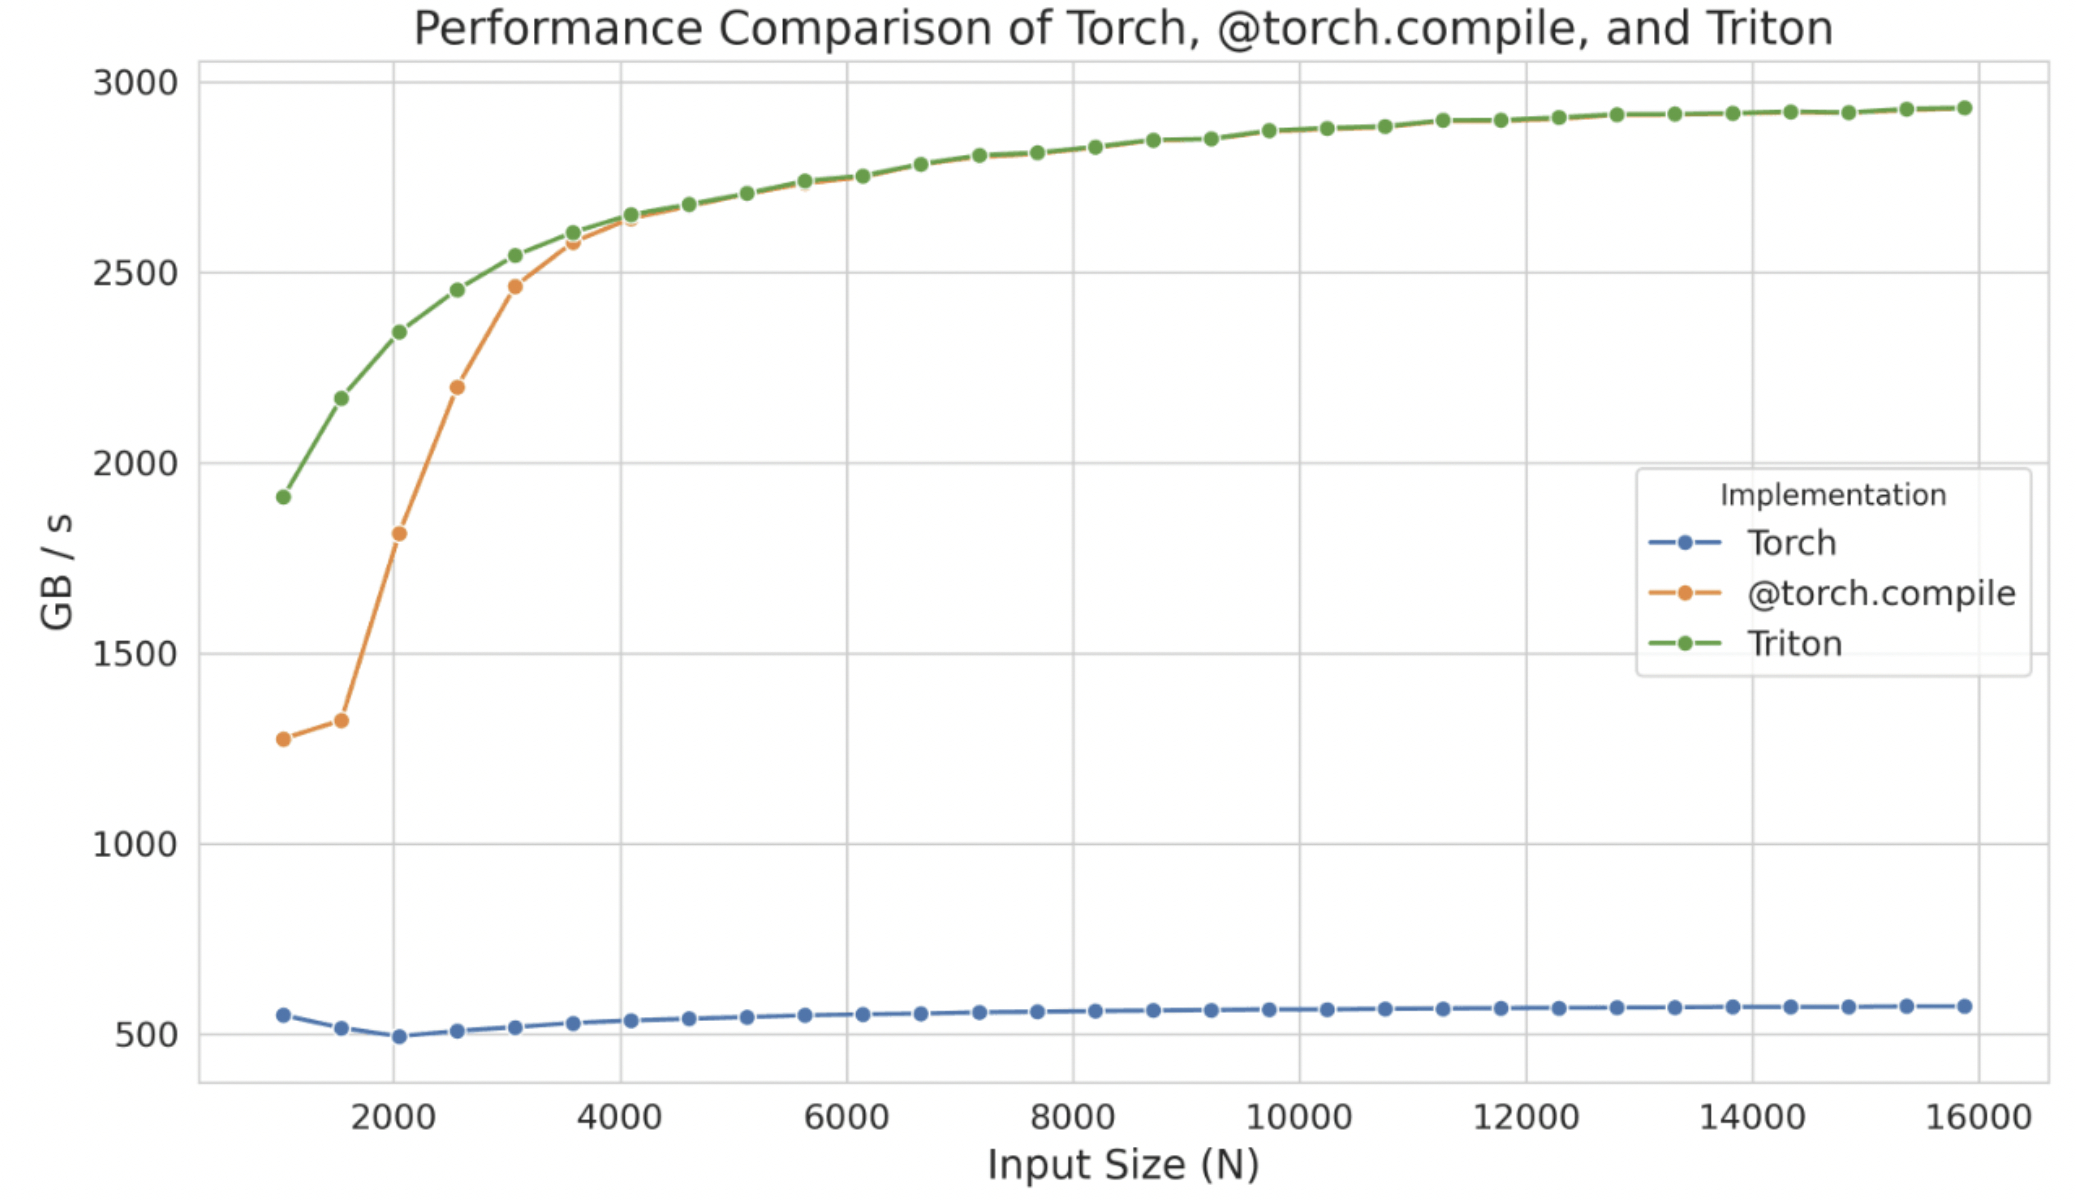 Performance Comparison of Torch, @torch.compile, and Triton
3000
2500
2000
1500
1000
500
GB / s
Implementation
Torch
@torch.compile
Triton
2000
4000
6000
8000
10000
12000
14000
16000
Input Size (N)